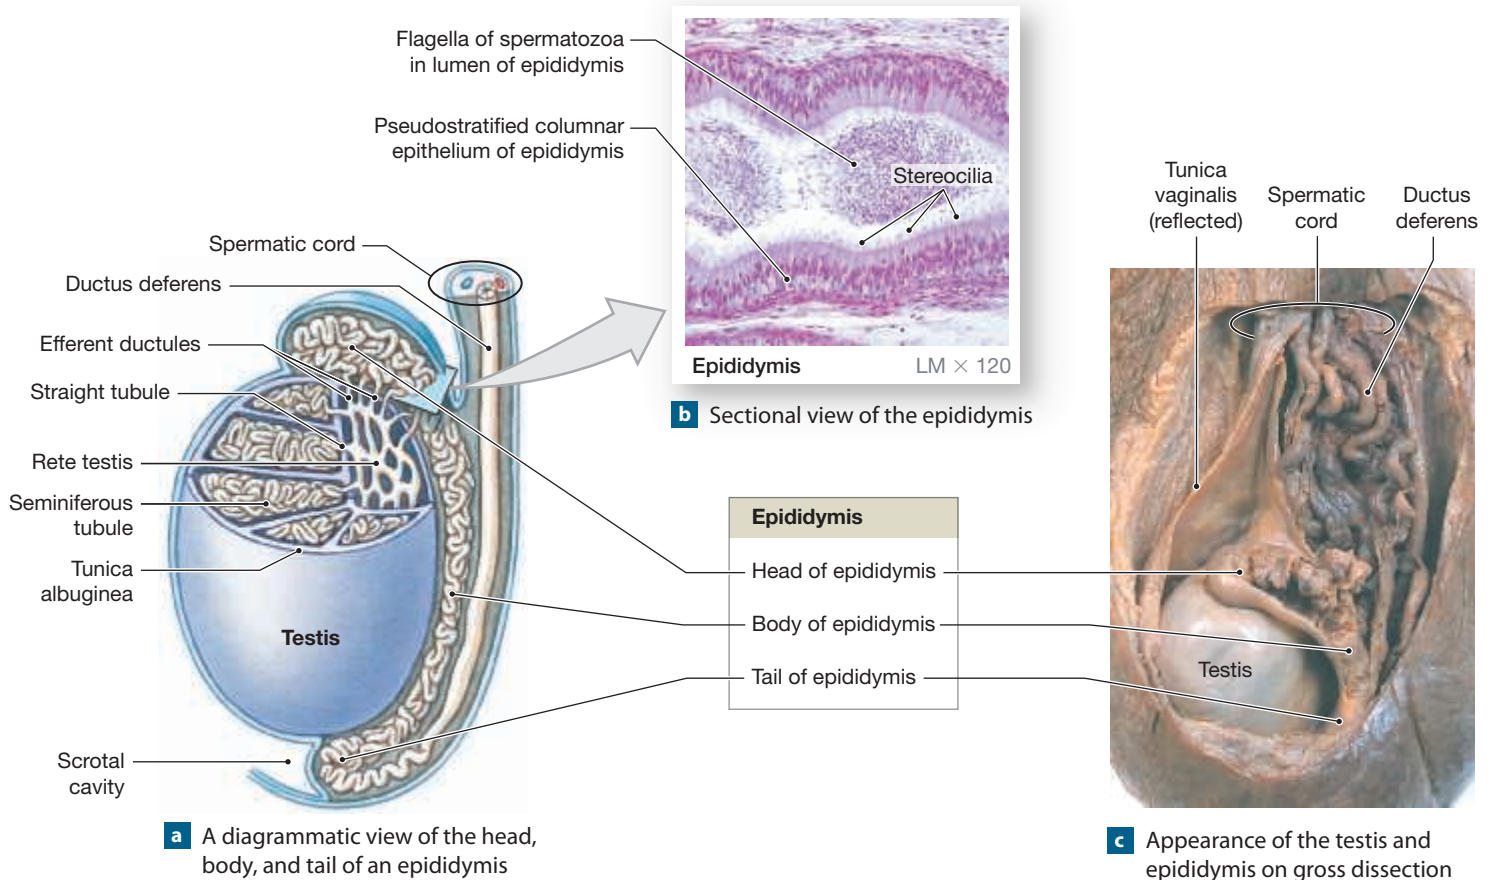 Flagella of spermatozoa
in lumen of epididymis
Pseudostratified columnar
epithelium of epididymis
Stereocilia
Epididymis LM × 120
b Sectional view of the epididymis
Spermatic cord
Ductus deferens
Efferent ductules
Straight tubule
Rete testis
Seminiferous
tubule
Tunica
albuginea
Testis
Scrotal
cavity
a A diagrammatic view of the head,
body, and tail of an epididymis
Epididymis
Head of epididymis
Body of epididymis
Tail of epididymis
Tunica
vaginalis
(reflected)
Spermatic
cord
Ductus
deferens
Testis
c Appearance of the testis and
epididymis on gross dissection